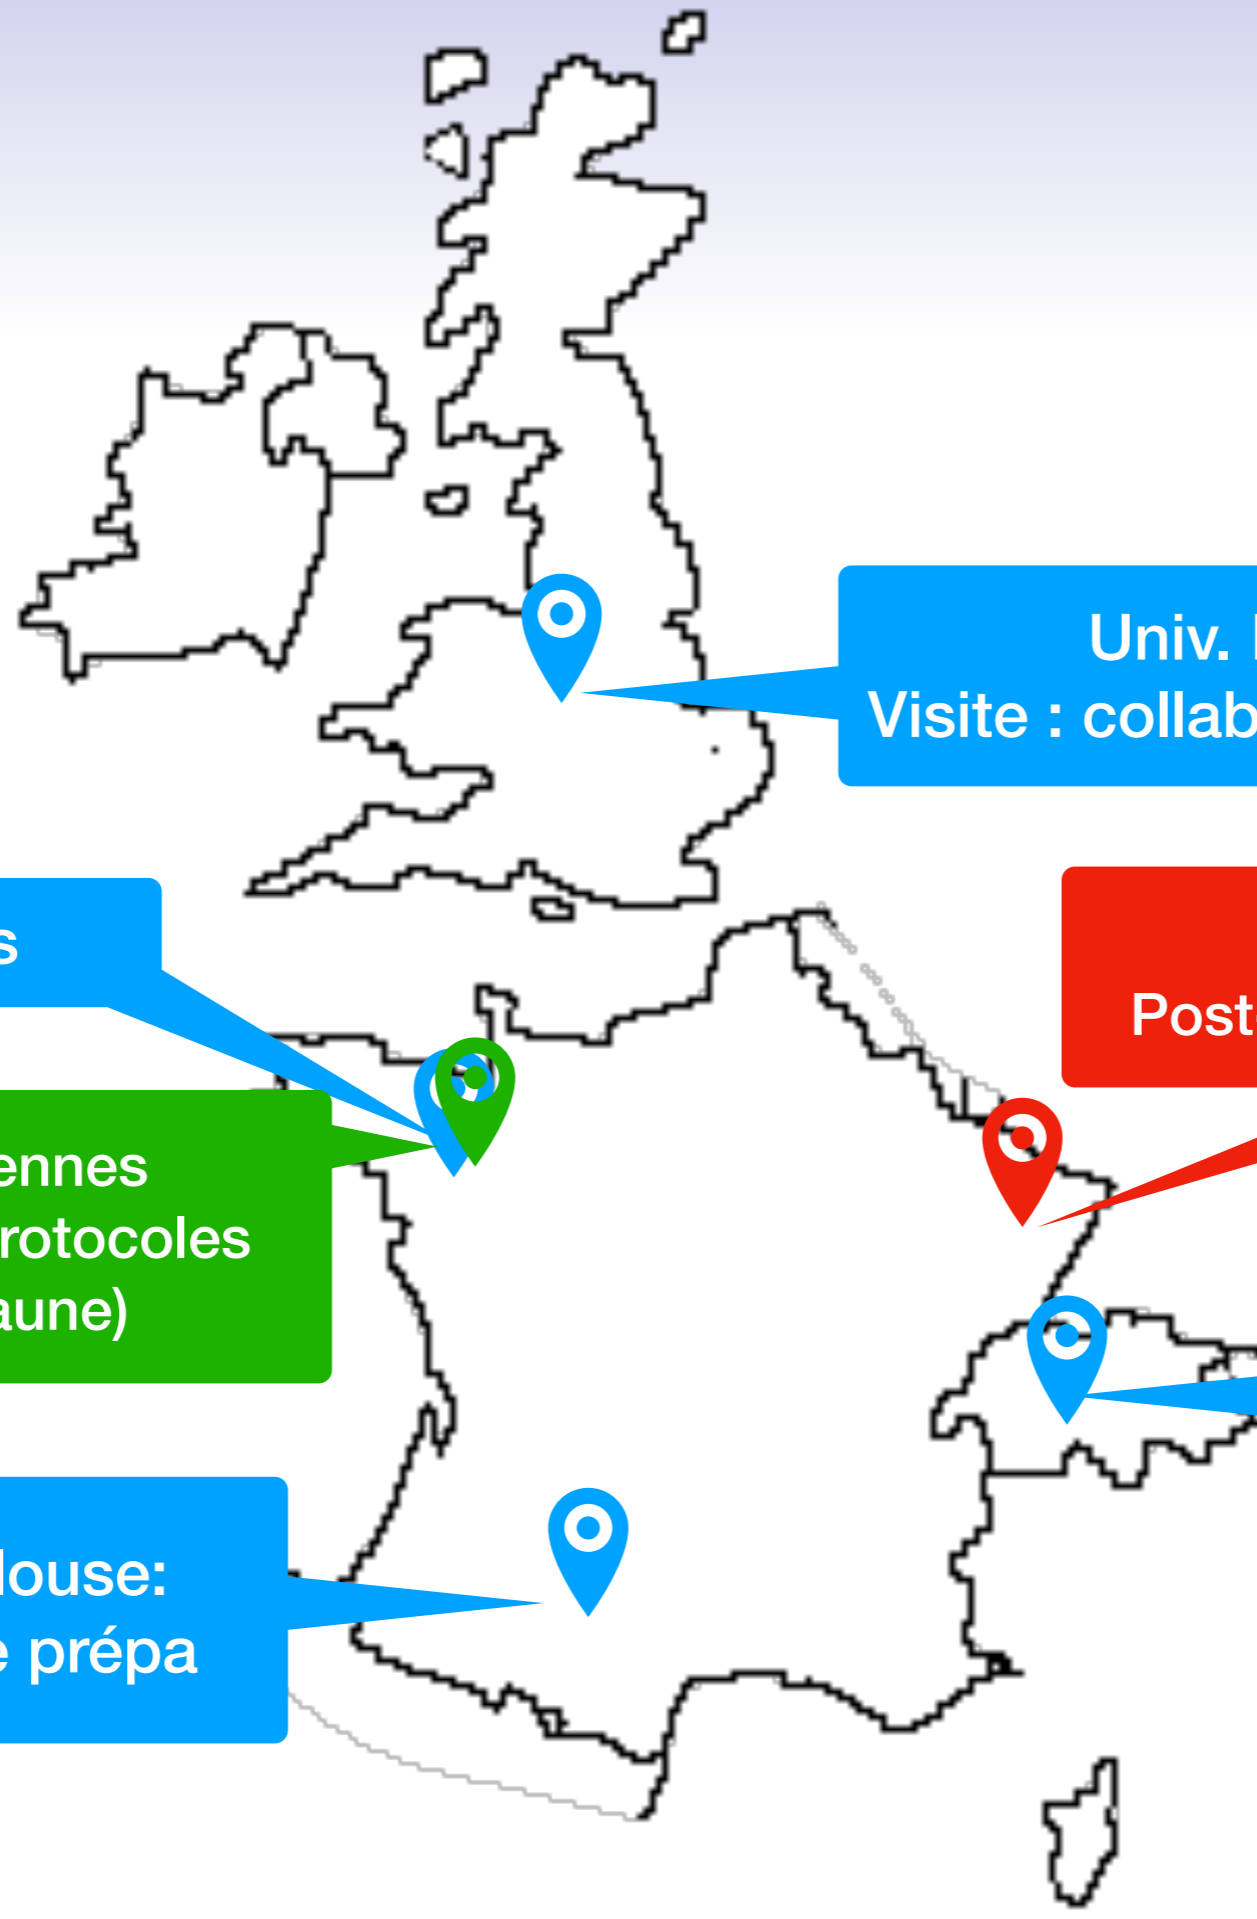 Univ.
Visite : collab
s
Post
ennes
rotocoles
aune)
louse:
e prépa